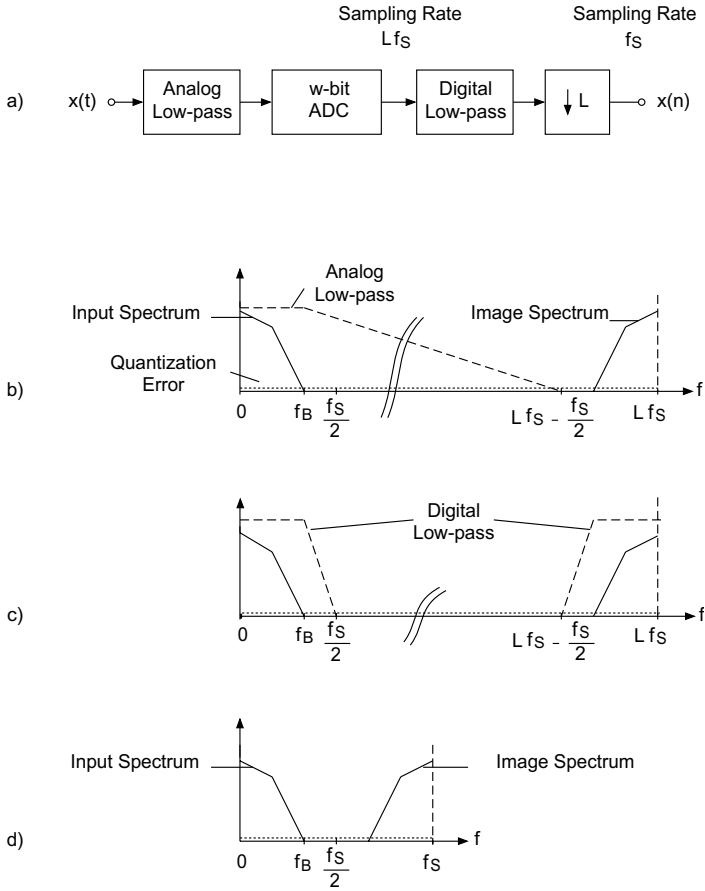 Sampling Rate Sampling Rate
L fS fS
a) x(t) Analog Low-pass w-bit ADC Digital Low-pass ↓ L x(n)
Analog
Low-pass
Input Spectrum Image Spectrum
Quantization
Error
b)
0 fB fS/2 L fS - fS/2 L fS f
Digital
Low-pass
c)
0 fB fS/2 L fS - fS/2 L fS f
Input Spectrum Image Spectrum
d)
0 fB fS/2 fS f